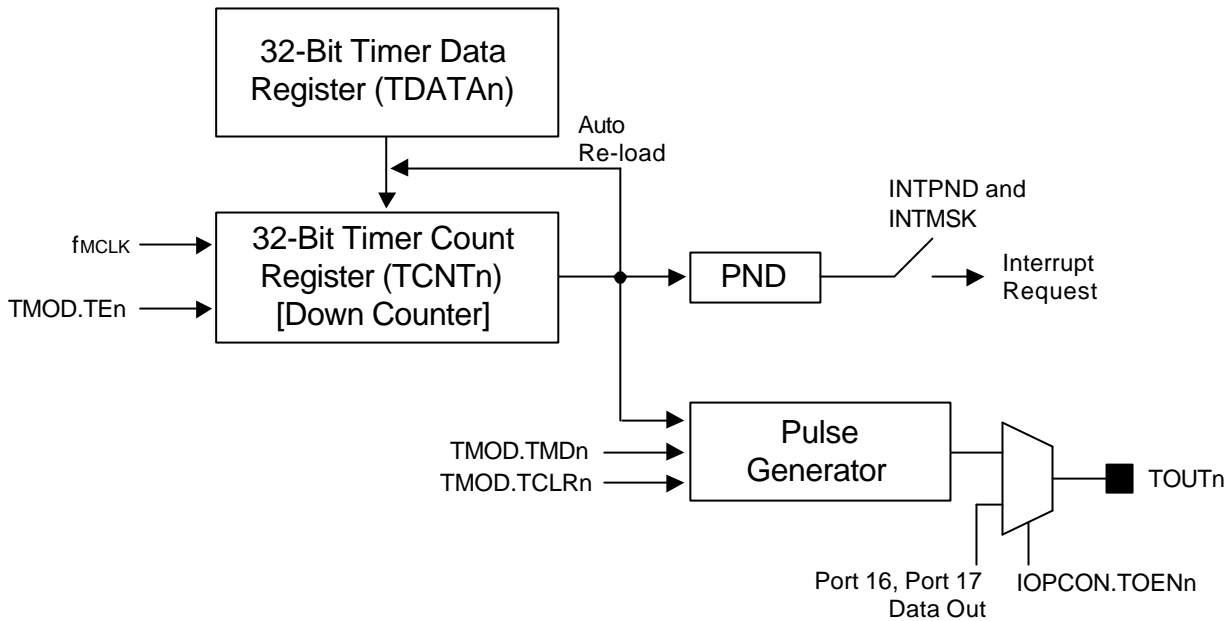 32-Bit Timer Data
Register (TDATAn)
Auto
Re-load
INTPND and
INTMSK
fMCLK
TMOD.TEn
32-Bit Timer Count
Register (TCNTn)
[Down Counter]
PND
Interrupt
Request
TMOD.TMDn
TMOD.TCLRn
Pulse
Generator
TOUTn
Port 16, Port 17
Data Out
IOPCON.TOENn